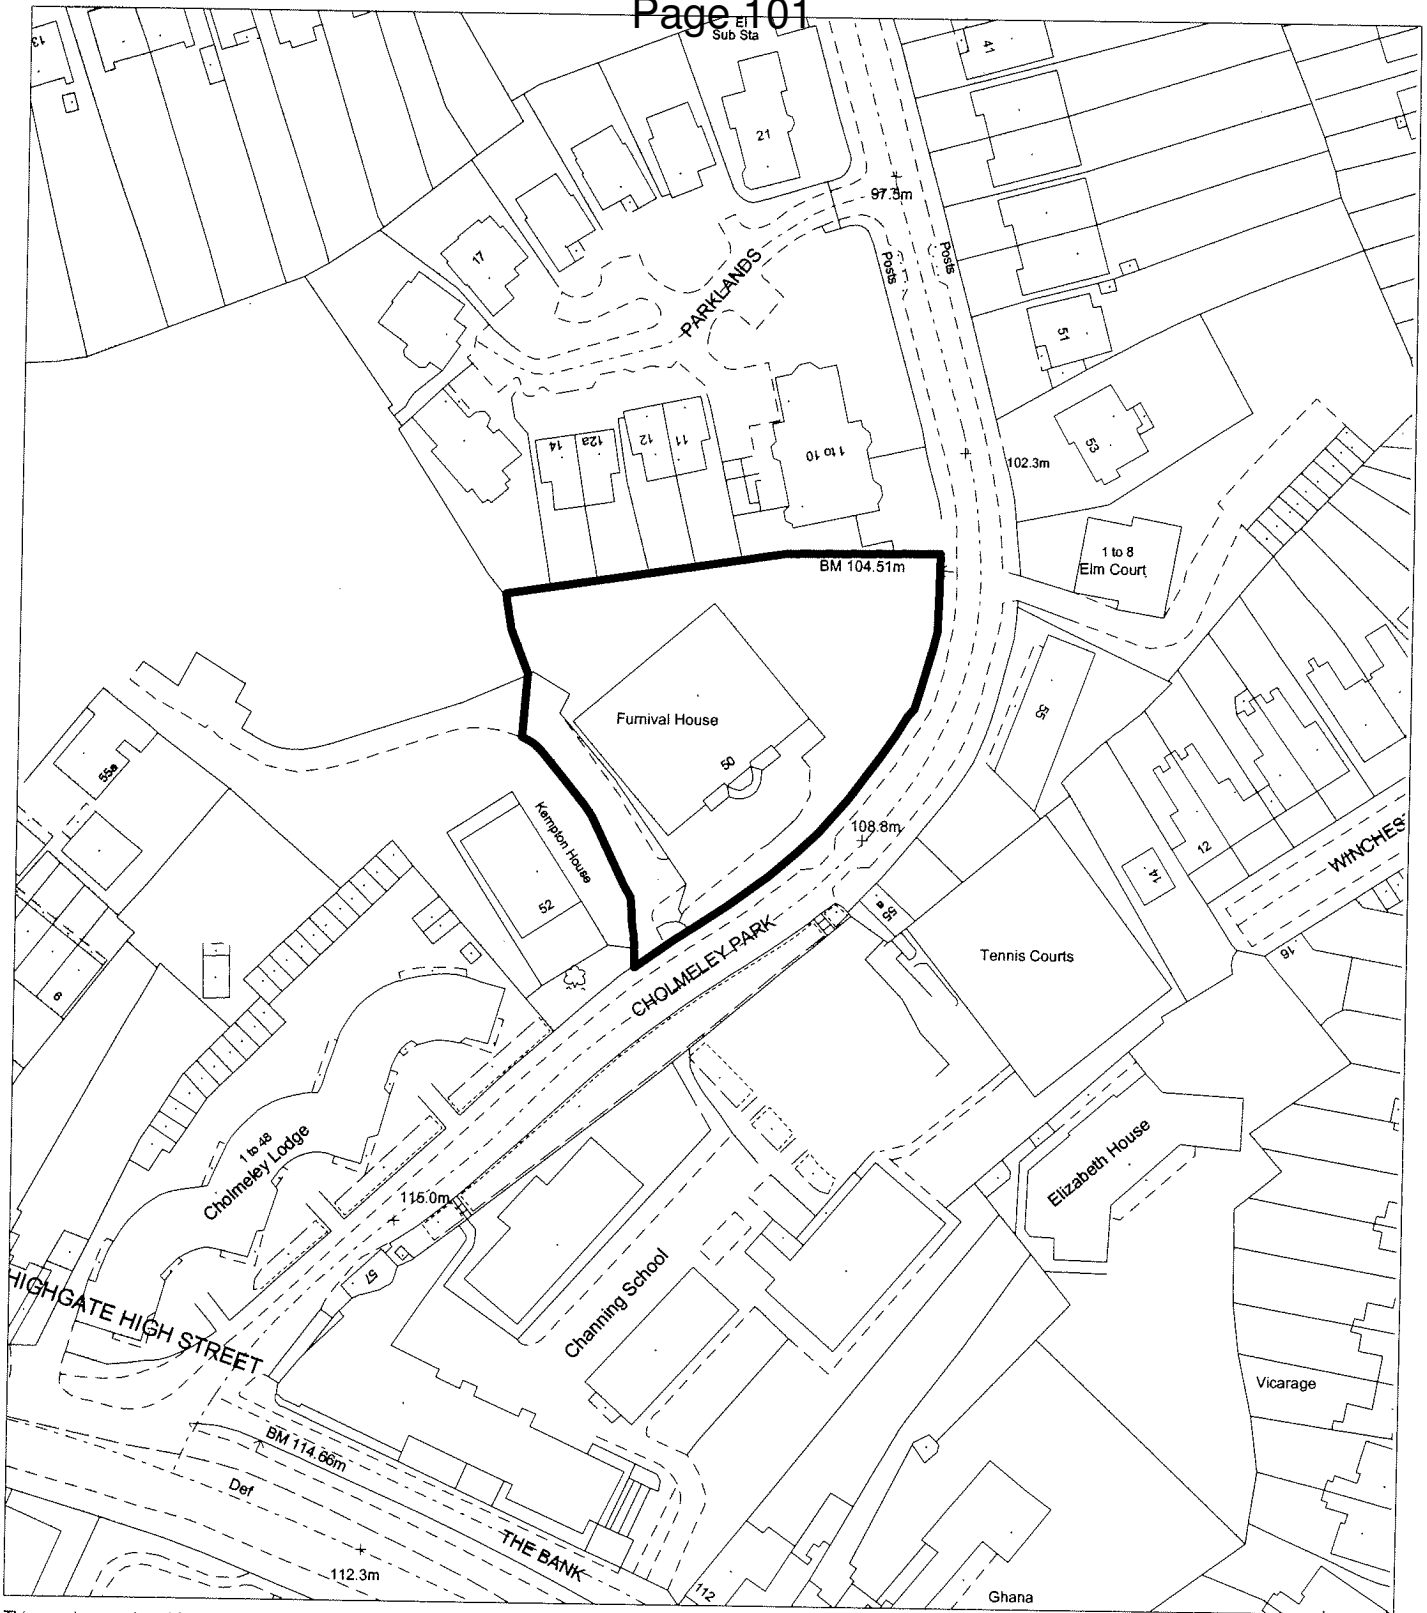 Page 101
El
Sub Sta
13
41
21
97.5m
17
PARKLANDS
Posts
Posts
51
53
14
12a
12
11
1 to 10
102.3m
1 to 8
Elm Court
BM 104.51m
Furnival House
50
55
55a
Kempton House
52
108.8m
12
14
WINCHES
16
55a
Tennis Courts
CHOLMELEY PARK
6
1 to 48
Cholmeley Lodge
115.0m
57
Elizabeth House
Channing School
HIGHGATE HIGH STREET
Vicarage
BM 114.66m
Def
THE BANK
112.3m
112
Ghana